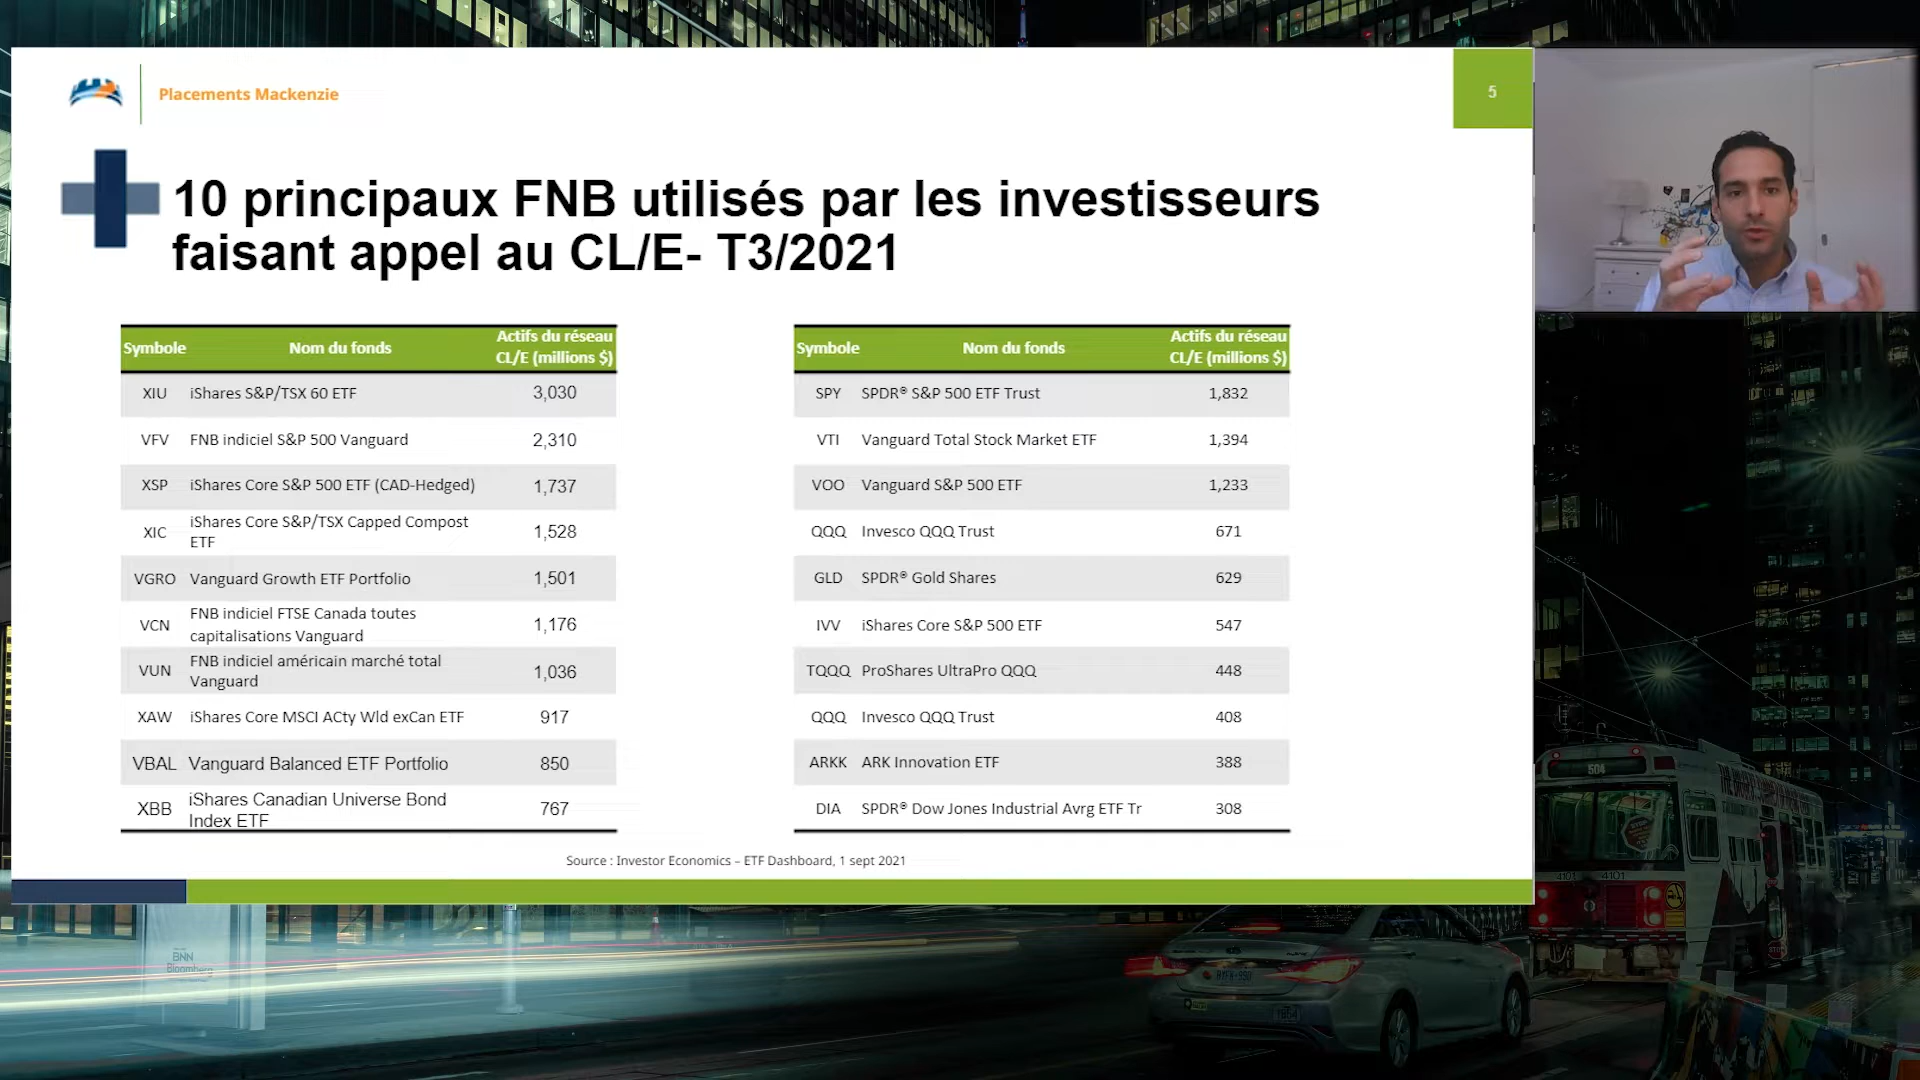 Placements Mackenzie
5
10 principaux FNB utilisés par les investisseurs
faisant appel au CL/E- T3/2021
Symbole Nom du fonds Actifs du réseau
CL/E (millions $)
XIU iShares S&P/TSX 60 ETF 3,030
VFV FNB indiciel S&P 500 Vanguard 2,310
XSP iShares Core S&P 500 ETF (CAD-Hedged) 1,737
XIC iShares Core S&P/TSX Capped Compost
ETF 1,528
VGRO Vanguard Growth ETF Portfolio 1,501
VCN FNB indiciel FTSE Canada toutes
capitalisations Vanguard 1,176
VUN FNB indiciel américain marché total
Vanguard 1,036
XAW iShares Core MSCI ACty Wld exCan ETF 917
VBAL Vanguard Balanced ETF Portfolio 850
XBB iShares Canadian Universe Bond
Index ETF 767
Symbole Nom du fonds Actifs du réseau
CL/E (millions $)
SPY SPDR® S&P 500 ETF Trust 1,832
VTI Vanguard Total Stock Market ETF 1,394
VOO Vanguard S&P 500 ETF 1,233
QQQ Invesco QQQ Trust 671
GLD SPDR® Gold Shares 629
IVV iShares Core S&P 500 ETF 547
TQQQ ProShares UltraPro QQQ 448
QQQ Invesco QQQ Trust 408
ARKK ARK Innovation ETF 388
DIA SPDR® Dow Jones Industrial Avrg ETF Tr 308
Source : Investor Economics – ETF Dashboard, 1 sept 2021
504
4101 4101
BNN
Bloomberg